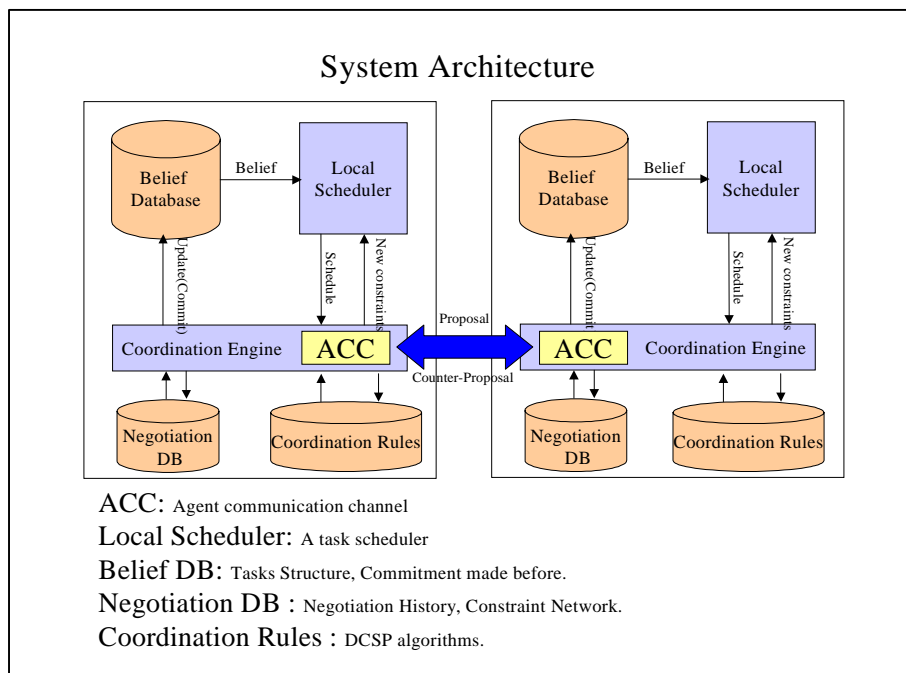 System Architecture
Belief
Database
Belief
Local
Scheduler
Update(Commit)
Schedule
New constraints
Coordination Engine
ACC
Negotiation
DB
Coordination Rules
Proposal
Counter-Proposal
Belief
Database
Belief
Local
Scheduler
Update(Commit
Schedule
New constraints
ACC
Coordination Engine
Negotiation
DB
Coordination Rules
ACC: Agent communication channel
Local Scheduler: A task scheduler
Belief DB: Tasks Structure, Commitment made before.
Negotiation DB : Negotiation History, Constraint Network.
Coordination Rules : DCSP algorithms.